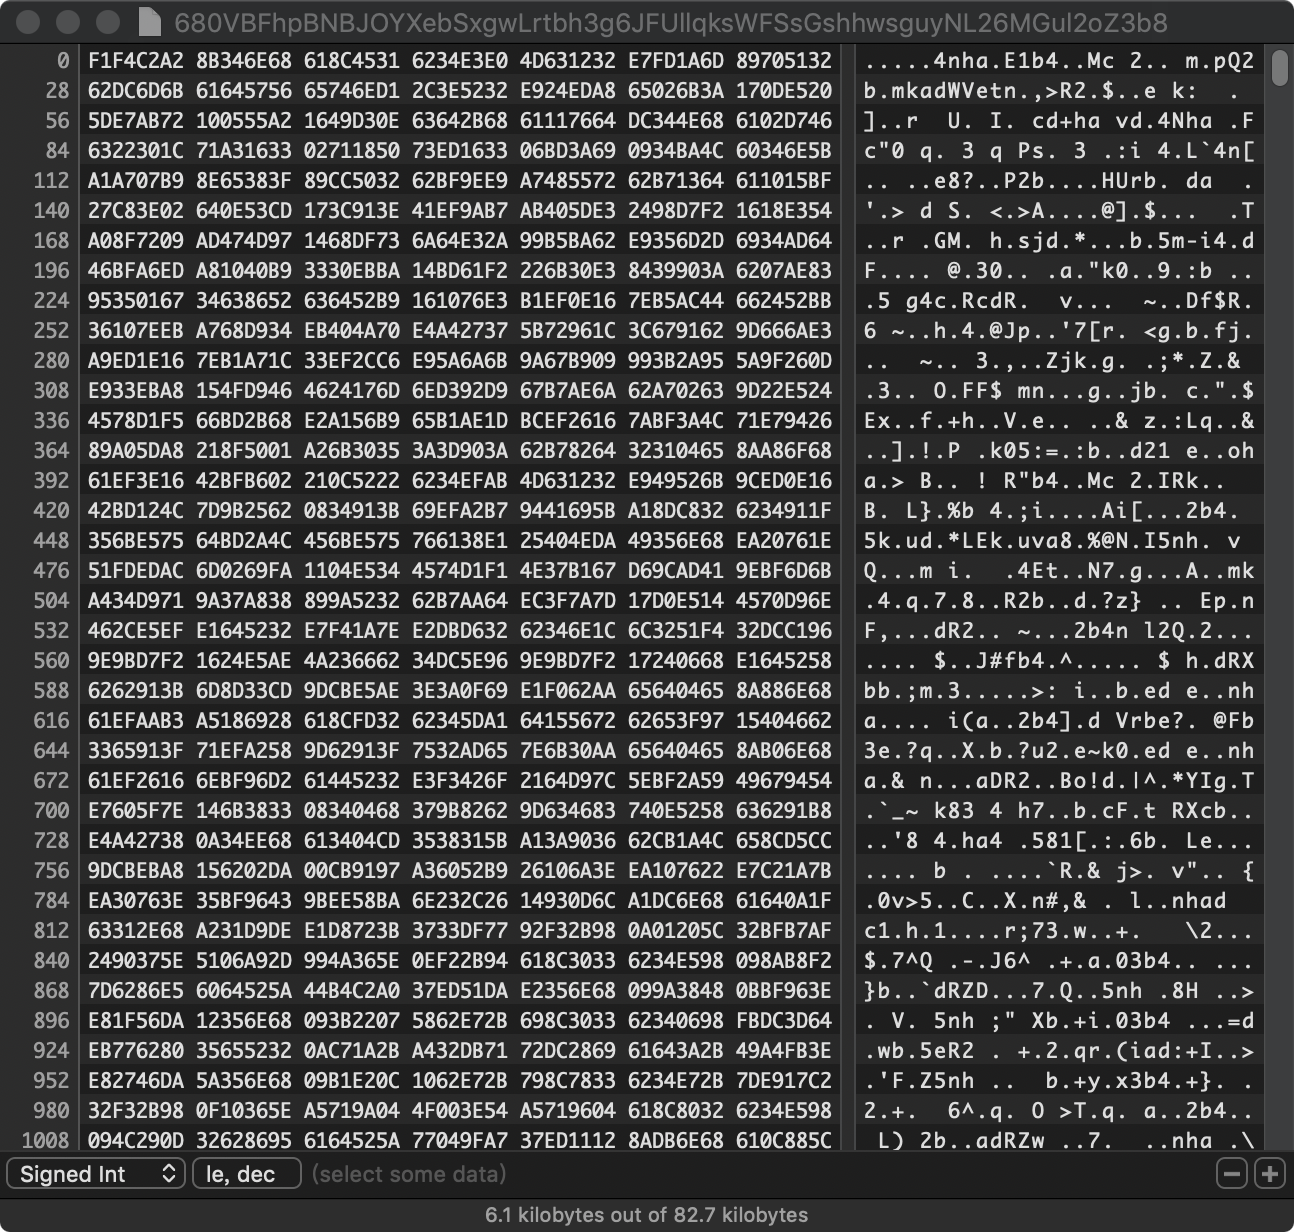 680VBFhpBNBJOYXebSxgwLrtbh3g6JFUllqksWFSsGshhwsguyNL26MGul2oZ3b8
0 F1F4C2A2 8B346E68 618C4531 6234E3E0 4D631232 E7FD1A6D 89705132 .....4nha.E1b4..Mc 2.. m.pQ2
28 62DC6D6B 61645756 65746ED1 2C3E5232 E924EDA8 65026B3A 170DE520 b.mkadWVetn.,>R2.$..e k: .
56 5DE7AB72 100555A2 1649D30E 63642B68 61117664 DC344E68 6102D746 ]..r U. I. cd+ha vd.4Nha .F
84 6322301C 71A31633 02711850 73ED1633 06BD3A69 0934BA4C 60346E5B c"0 q. 3 q Ps. 3 .:i 4.L`4n[
112 A1A707B9 8E65383F 89CC5032 62BF9EE9 A7485572 62B71364 611015BF .. ..e8?..P2b....HUrb. da .
140 27C83E02 640E53CD 173C913E 41EF9AB7 AB405DE3 2498D7F2 1618E354 '.> d S. <.>A....@].$... .T
168 A08F7209 AD474D97 1468DF73 6A64E32A 99B5BA62 E9356D2D 6934AD64 ..r .GM. h.sjd.*...b.5m-i4.d
196 46BFA6ED A81040B9 3330EBBA 14BD61F2 226B30E3 8439903A 6207AE83 F.... @.30.. .a."k0..9.:b ..
224 95350167 34638652 636452B9 161076E3 B1EF0E16 7EB5AC44 662452BB .5 g4c.RcdR. v... ~..Df$R.
252 36107EEB A768D934 EB404A70 E4A42737 5B72961C 3C679162 9D666AE3 6 ~..h.4.@Jp..'7[r. <g.b.fj.
280 A9ED1E16 7EB1A71C 33EF2CC6 E95A6A6B 9A67B909 993B2A95 5A9F260D .. ~.. 3.,..Zjk.g. .;*.Z.&
308 E933EBA8 154FD946 4624176D 6ED392D9 67B7AE6A 62A70263 9D22E524 .3.. O.FF$ mn...g..jb. c.".$
336 4578D1F5 66BD2B68 E2A156B9 65B1AE1D BCEF2616 7ABF3A4C 71E79426 Ex..f.+h..V.e.. ..& z.:Lq..&
364 89A05DA8 218F5001 A26B3035 3A3D903A 62B78264 32310465 8AA86F68 ..].!.P .k05:=.:b..d21 e..oh
392 61EF3E16 42BFB602 210C5222 6234EFAB 4D631232 E949526B 9CED0E16 a.> B.. ! R"b4..Mc 2.IRk..
420 42BD124C 7D9B2562 0834913B 69EFA2B7 9441695B A18DC832 6234911F B. L}.%b 4.;i....Ai[...2b4.
448 356BE575 64BD2A4C 456BE575 766138E1 25404EDA 49356E68 EA20761E 5k.ud.*LEk.uva8.%@N.I5nh. v
476 51FDEDAC 6D0269FA 1104E534 4574D1F1 4E37B167 D69CAD41 9EBF6D6B Q...m i. .4Et..N7.g...A..mk
504 A434D971 9A37A838 899A5232 62B7AA64 EC3F7A7D 17D0E514 4570D96E .4.q.7.8..R2b..d.?z} .. Ep.n
532 462CE5EF E1645232 E7F41A7E E2DBD632 62346E1C 6C3251F4 32DCC196 F,...dR2.. ~...2b4n l2Q.2...
560 9E9BD7F2 1624E5AE 4A236662 34DC5E96 9E9BD7F2 17240668 E1645258 .... $..J#fb4.^..... $ h.dRX
588 6262913B 6D8D33CD 9DCBE5AE 3E3A0F69 E1F062AA 65640465 8A886E68 bb.;m.3.....>: i..b.ed e..nh
616 61EFAAB3 A5186928 618CFD32 62345DA1 64155672 62653F97 15404662 a.... i(a..2b4].d Vrbe?. @Fb
644 3365913F 71EFA258 9D62913F 7532AD65 7E6B30AA 65640465 8AB06E68 3e.?q..X.b.?u2.e~k0.ed e..nh
672 61EF2616 6EBF96D2 61445232 E3F3426F 2164D97C 5EBF2A59 49679454 a.& n...aDR2..Bo!d.|^.*YIg.T
700 E7605F7E 146B3833 08340468 379B8262 9D634683 740E5258 636291B8 .`_~ k83 4 h7..b.cF.t RXcb..
728 E4A42738 0A34EE68 613404CD 3538315B A13A9036 62CB1A4C 658CD5CC ..'8 4.ha4 .581[.:.6b. Le...
756 9DCBEBA8 156202DA 00CB9197 A36052B9 26106A3E EA107622 E7C21A7B .... b . ....`R.& j>. v".. {
784 EA30763E 35BF9643 9BEE58BA 6E232C26 14930D6C A1DC6E68 61640A1F .0v>5..C..X.n#,& . l..nhad
812 63312E68 A231D9DE E1D8723B 3733DF77 92F32B98 0A01205C 32BFB7AF c1.h.1....r;73.w..+. \2...
840 2490375E 5106A92D 994A365E 0EF22B94 618C3033 6234E598 098AB8F2 $.7^Q .-.J6^ .+.a.03b4.. ...
868 7D6286E5 6064525A 44B4C2A0 37ED51DA E2356E68 099A3848 0BBF963E }b..`dRZD...7.Q..5nh .8H ..>
896 E81F56DA 12356E68 093B2207 5862E72B 698C3033 62340698 FBDC3D64 . V. 5nh ;" Xb.+i.03b4 ...=d
924 EB776280 35655232 0AC71A2B A432DB71 72DC2869 61643A2B 49A4FB3E .wb.5eR2 . +.2.qr.(iad:+I..>
952 E82746DA 5A356E68 09B1E20C 1062E72B 798C7833 6234E72B 7DE917C2 .'F.Z5nh .. b.+y.x3b4.+}. .
980 32F32B98 0F10365E A5719A04 4F003E54 A5719604 618C8032 6234E598 2.+. 6^.q. O >T.q. a..2b4..
1008 094C290D 32628695 6164525A 77049FA7 37ED1112 8ADB6E68 610C885C L) 2b..adRZw ..7. ..nha .\
Signed Int le, dec (select some data)
6.1 kilobytes out of 82.7 kilobytes